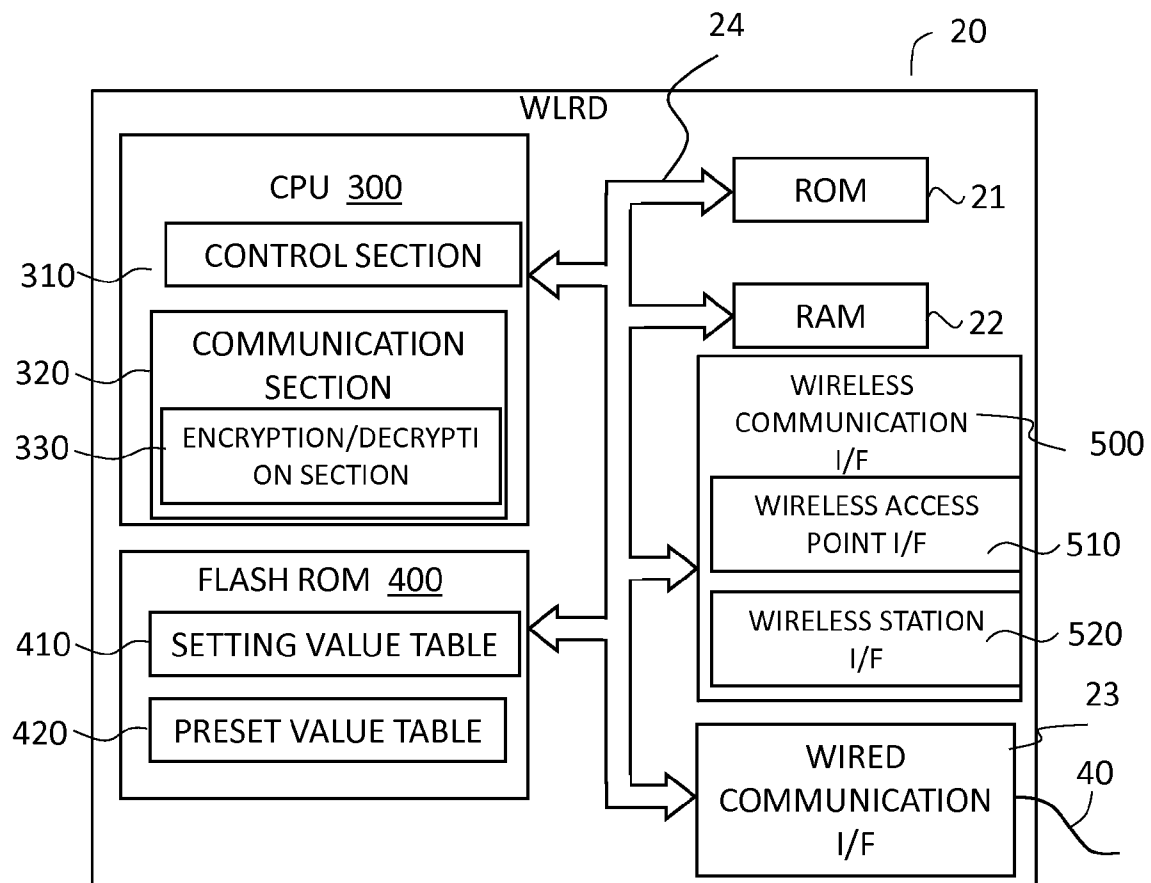 24
20
WLRD
CPU 300
CONTROL SECTION
310
COMMUNICATION
SECTION
320
ENCRYPTION/DECRYPTI
ON SECTION
330
FLASH ROM 400
SETTING VALUE TABLE
410
PRESET VALUE TABLE
420
ROM
21
RAM
22
WIRELESS
COMMUNICATION
I/F
500
WIRELESS ACCESS
POINT I/F
510
WIRELESS STATION
I/F
520
23
WIRED
COMMUNICATION
I/F
40